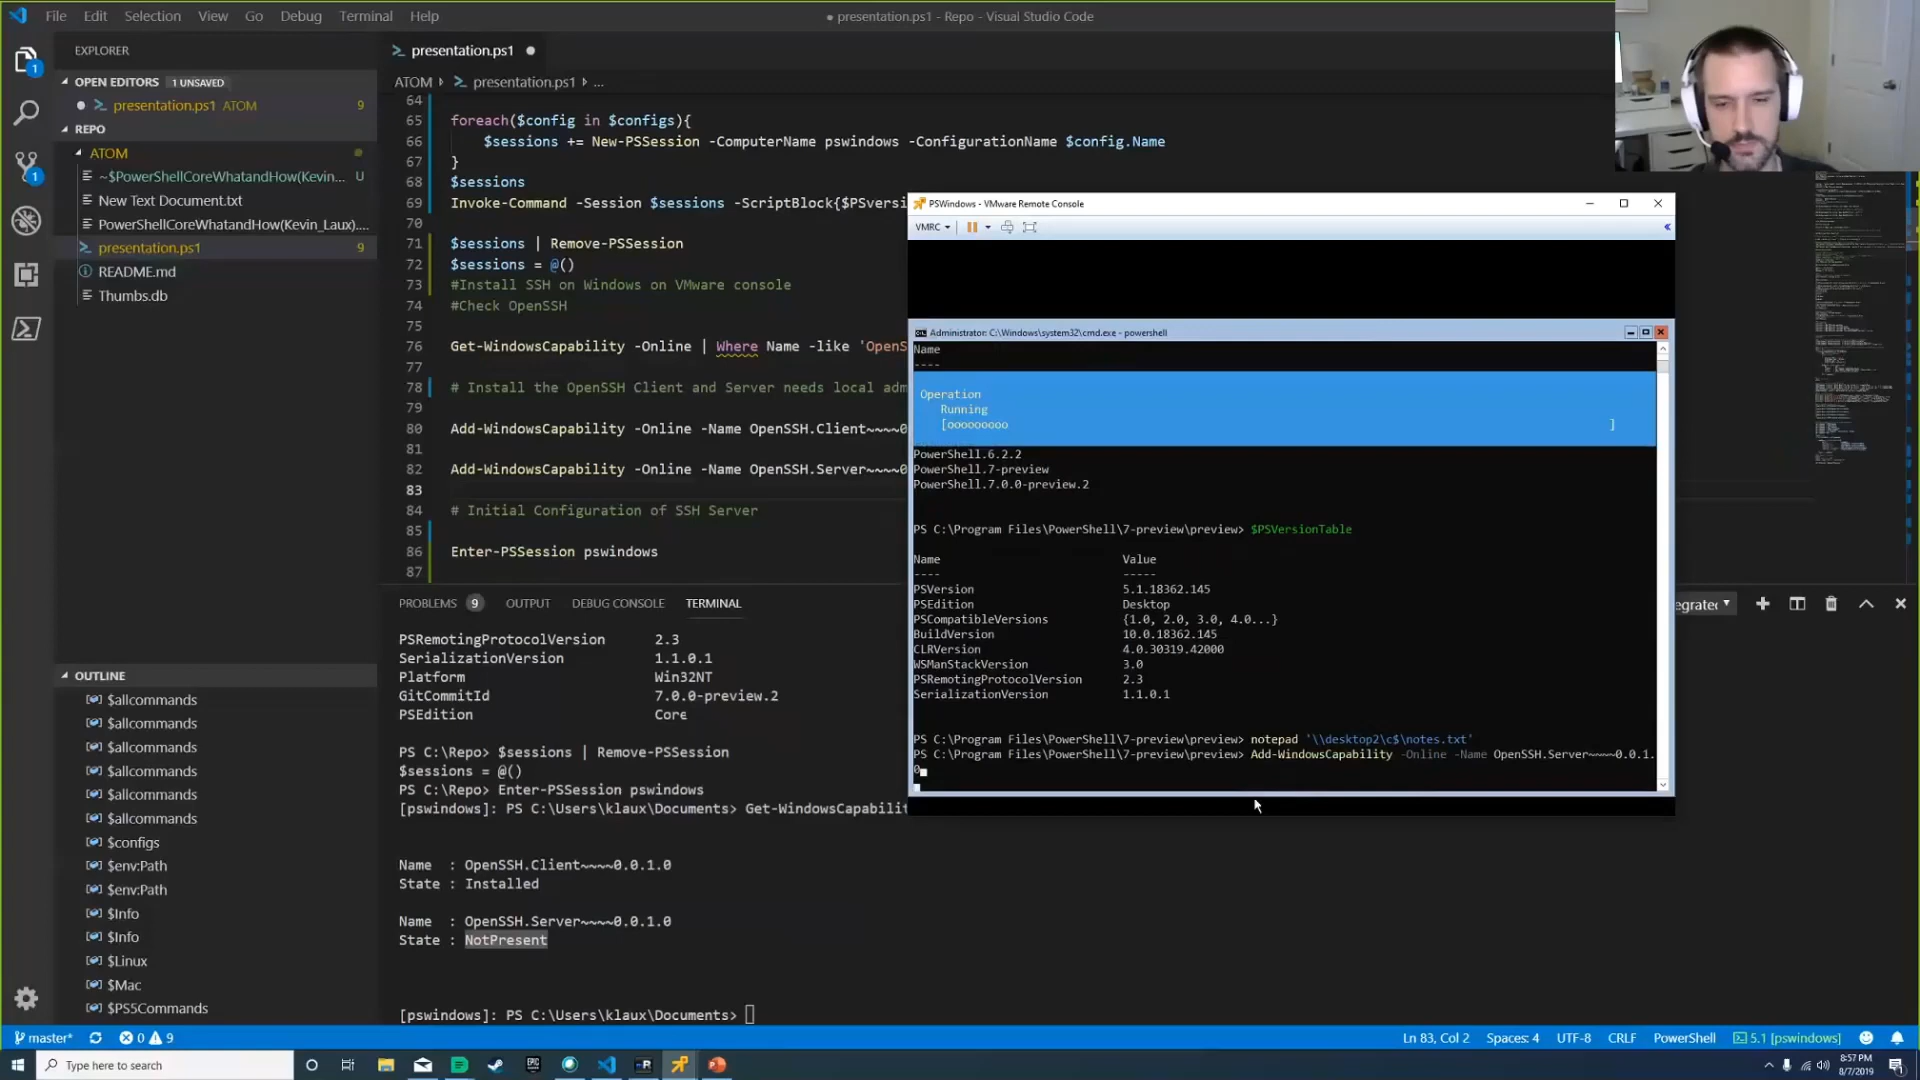 File Edit Selection View Go Debug Terminal Help
● presentation.ps1 - Repo - Visual Studio Code
EXPLORER
OPEN EDITORS 1 UNSAVED
presentation.ps1 ATOM 9
REPO
ATOM
~$PowerShellCoreWhatandHow(Kevin... U
New Text Document.txt
PowerShellCoreWhatandHow(Kevin_Laux)....
presentation.ps1 9
README.md
Thumbs.db
OUTLINE
$allcommands
$allcommands
$allcommands
$allcommands
$allcommands
$allcommands
$configs
$env:Path
$env:Path
$Info
$Info
$Linux
$Mac
$PS5Commands
presentation.ps1
ATOM presentation.ps1 ...
64
65 foreach($config in $configs){
66 $sessions += New-PSSession -ComputerName pswindows -ConfigurationName $config.Name
67 }
68 $sessions
69 Invoke-Command -Session $sessions -ScriptBlock{$PSversi
70
71 $sessions | Remove-PSSession
72 $sessions = @()
73 #Install SSH on Windows on VMware console
74 #Check OpenSSH
75
76 Get-WindowsCapability -Online | Where Name -like 'OpenS
77
78 # Install the OpenSSH Client and Server needs local adm
79
80 Add-WindowsCapability -Online -Name OpenSSH.Client~~~~0
81
82 Add-WindowsCapability -Online -Name OpenSSH.Server~~~~0
83
84 # Initial Configuration of SSH Server
85
86 Enter-PSSession pswindows
87
PROBLEMS 9 OUTPUT DEBUG CONSOLE TERMINAL
PSRemotingProtocolVersion 2.3
SerializationVersion 1.1.0.1
Platform Win32NT
GitCommitId 7.0.0-preview.2
PSEdition Core
PS C:\Repo> $sessions | Remove-PSSession
$sessions = @()
PS C:\Repo> Enter-PSSession pswindows
[pswindows]: PS C:\Users\klaux\Documents> Get-WindowsCapabilit
Name : OpenSSH.Client~~~~0.0.1.0
State : Installed
Name : OpenSSH.Server~~~~0.0.1.0
State : NotPresent
[pswindows]: PS C:\Users\klaux\Documents>
PSWindows - VMware Remote Console
VMRC
Administrator: C:\Windows\system32\cmd.exe - powershell
Name
----
Operation
Running
[ooooooooo ]
PowerShell.6.2.2
PowerShell.7-preview
PowerShell.7.0.0-preview.2
PS C:\Program Files\PowerShell\7-preview\preview> $PSVersionTable
Name Value
---- -----
PSVersion 5.1.18362.145
PSEdition Desktop
PSCompatibleVersions {1.0, 2.0, 3.0, 4.0...}
BuildVersion 10.0.18362.145
CLRVersion 4.0.30319.42000
WSManStackVersion 3.0
PSRemotingProtocolVersion 2.3
SerializationVersion 1.1.0.1
PS C:\Program Files\PowerShell\7-preview\preview> notepad '\\desktop2\c$\notes.txt'
PS C:\Program Files\PowerShell\7-preview\preview> Add-WindowsCapability -Online -Name OpenSSH.Server~~~~0.0.1.
0
egrated
master* 0 9
Ln 83, Col 2 Spaces: 4 UTF-8 CRLF PowerShell 5.1 [pswindows]
Type here to search
8:57 PM
8/7/2019